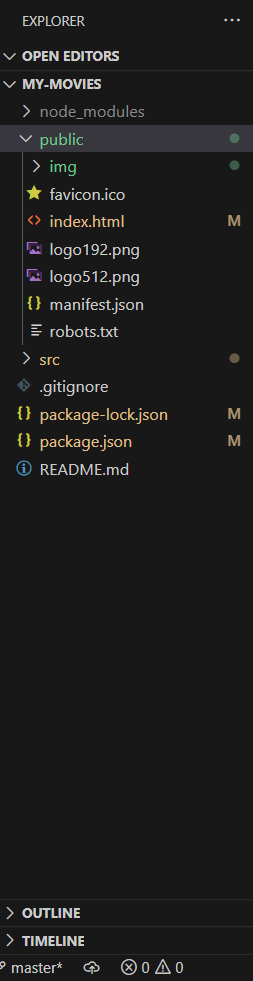 EXPLORER
OPEN EDITORS
MY-MOVIES
node_modules
public
img
favicon.ico
index.html M
logo192.png
logo512.png
manifest.json
robots.txt
src
.gitignore
package-lock.json M
package.json M
README.md
OUTLINE
TIMELINE
master* 0 0